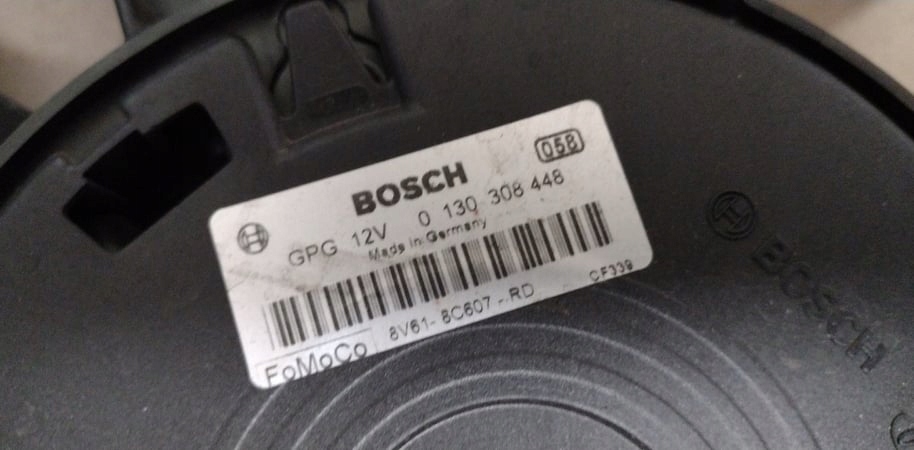 BOSCH
058
GPG 12V 0 130 308 448
Made in Germany
8V61-8C607-RD
CF339
FoMoCo
BOSCH